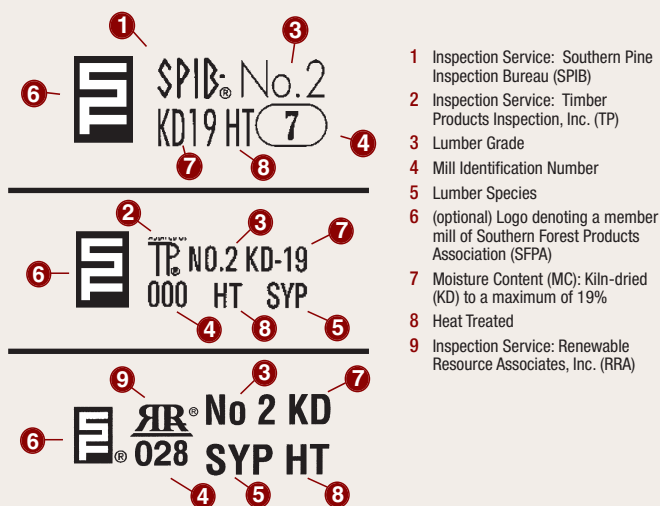 1 3
SPIB® No.2
6
KD19 HT 7
7 8 4
2 3 7
TP® NO.2 KD-19
6
000 HT SYP
4 8 5
9 3 7
RR® No 2 KD
6
® 028 SYP HT
4 5 8
1 Inspection Service: Southern Pine
Inspection Bureau (SPIB)
2 Inspection Service: Timber
Products Inspection, Inc. (TP)
3 Lumber Grade
4 Mill Identification Number
5 Lumber Species
6 (optional) Logo denoting a member
mill of Southern Forest Products
Association (SFPA)
7 Moisture Content (MC): Kiln-dried
(KD) to a maximum of 19%
8 Heat Treated
9 Inspection Service: Renewable
Resource Associates, Inc. (RRA)